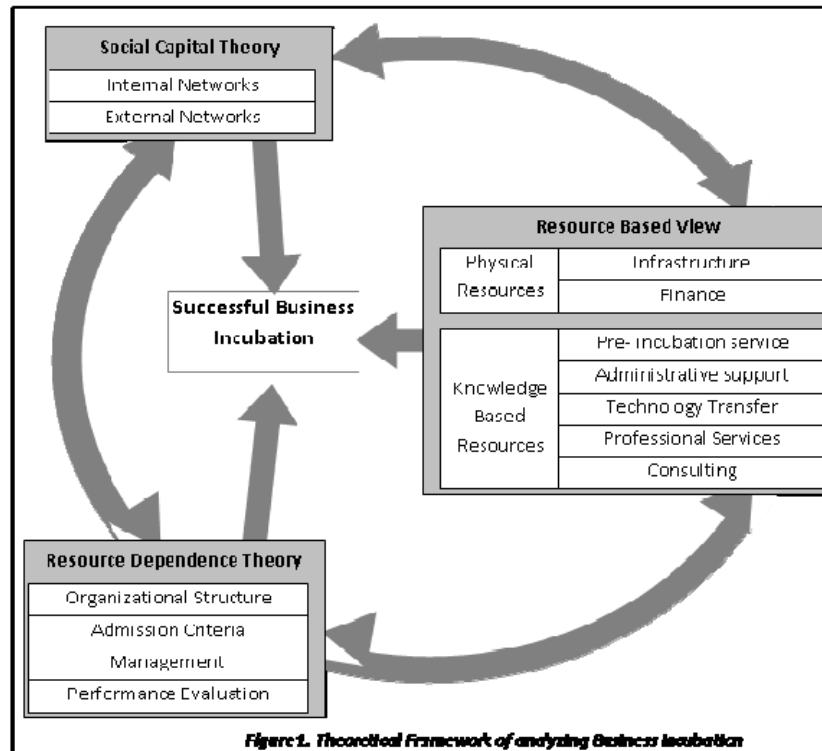 Social Capital Theory
Internal Networks
External Networks
Resource Based View
Physical
Resources
Infrastructure
Finance
Knowledge
Based
Resources
Pre- incubation service
Administrative support
Technology Transfer
Professional Services
Consulting
Successful Business
Incubation
Resource Dependence Theory
Organizational Structure
Admission Criteria
Management
Performance Evaluation
Figure 1. Theoretical Framework of analyzing Business Incubation